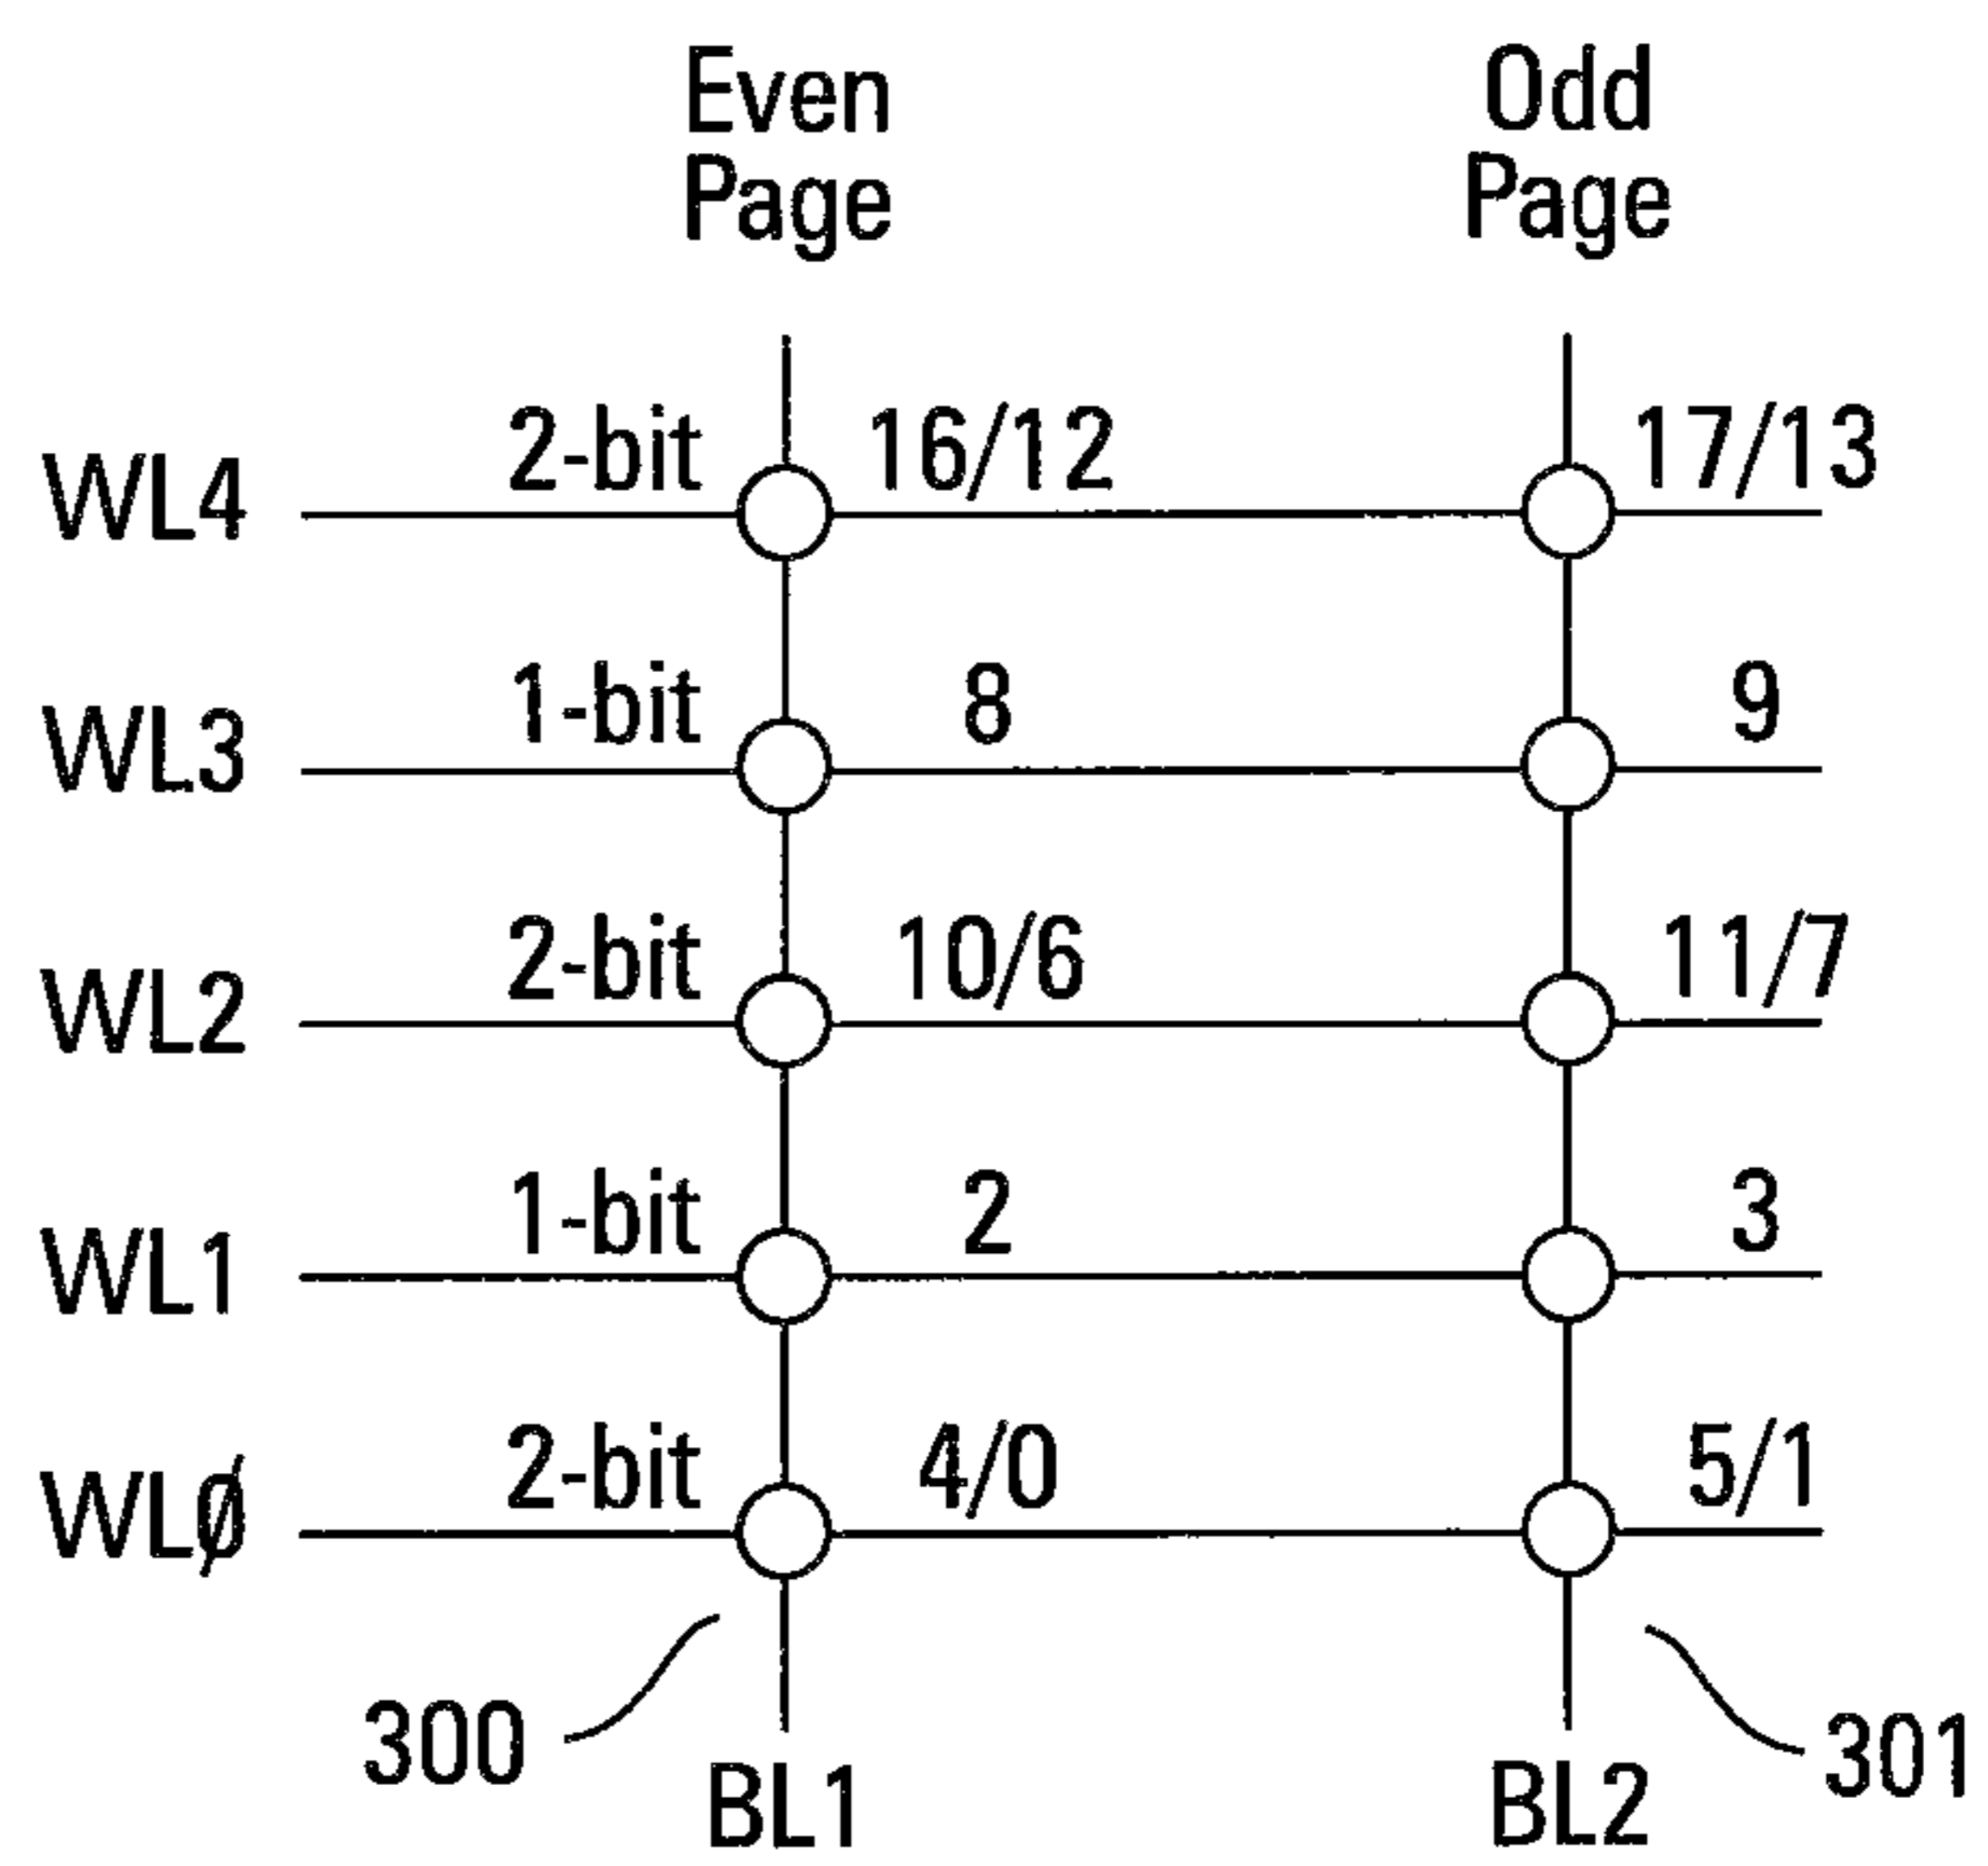 Even Page Odd Page
WL4 2-bit 16/12 17/13
WL3 1-bit 8 9
WL2 2-bit 10/6 11/7
WL1 1-bit 2 3
WL0 2-bit 4/0 5/1
300 301
BL1 BL2